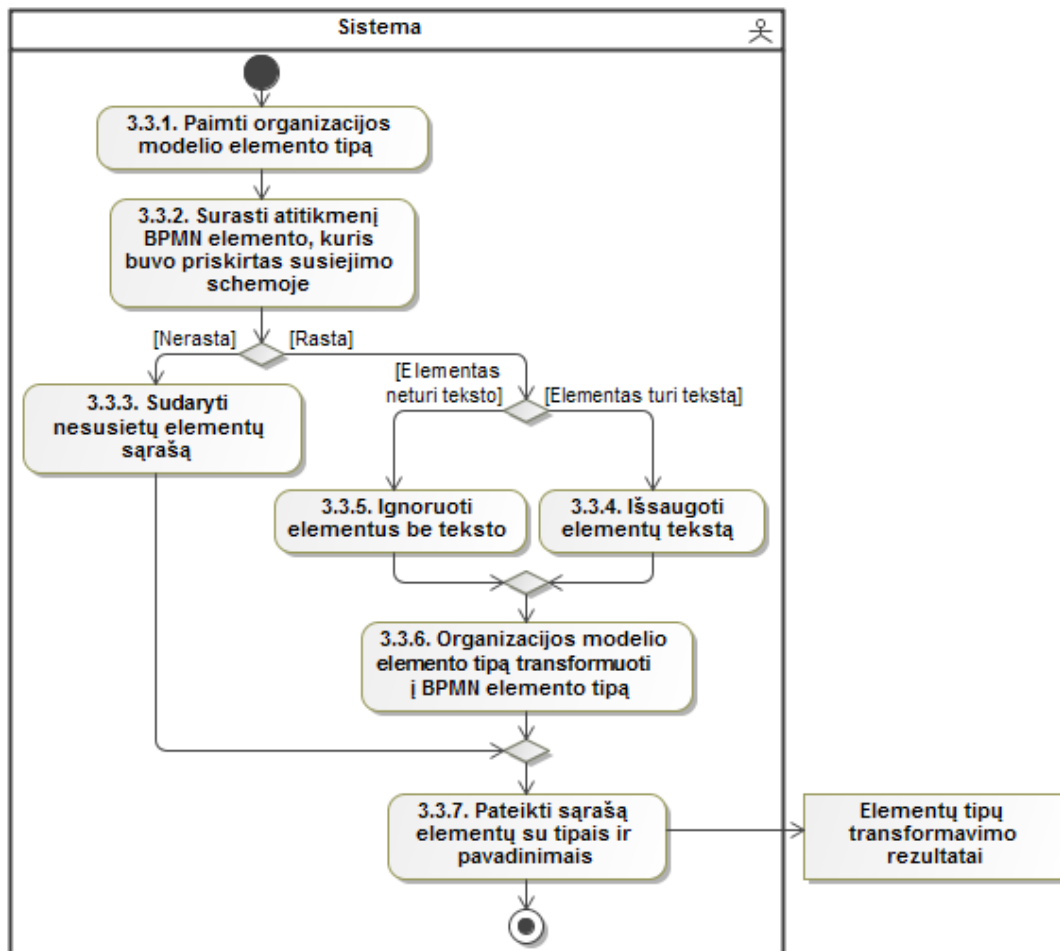 Sistema
3.3.1. Paimti organizacijos
modelio elemento tipą
3.3.2. Surasti atitikmenį
BPMN elemento, kuris
buvo priskirtas susiejimo
schemoje
[Nerasta]
[Rasta]
3.3.3. Sudaryti
nesusietų elementų
sąrašą
[Elementas
neturi teksto]
[Elementas turi tekstą]
3.3.5. Ignoruoti
elementus be teksto
3.3.4. Išsaugoti
elementų tekstą
3.3.6. Organizacijos modelio
elemento tipą transformuoti
į BPMN elemento tipą
3.3.7. Pateikti sąrašą
elementų su tipais ir
pavadinimais
Elementų tipų
transformavimo
rezultatai